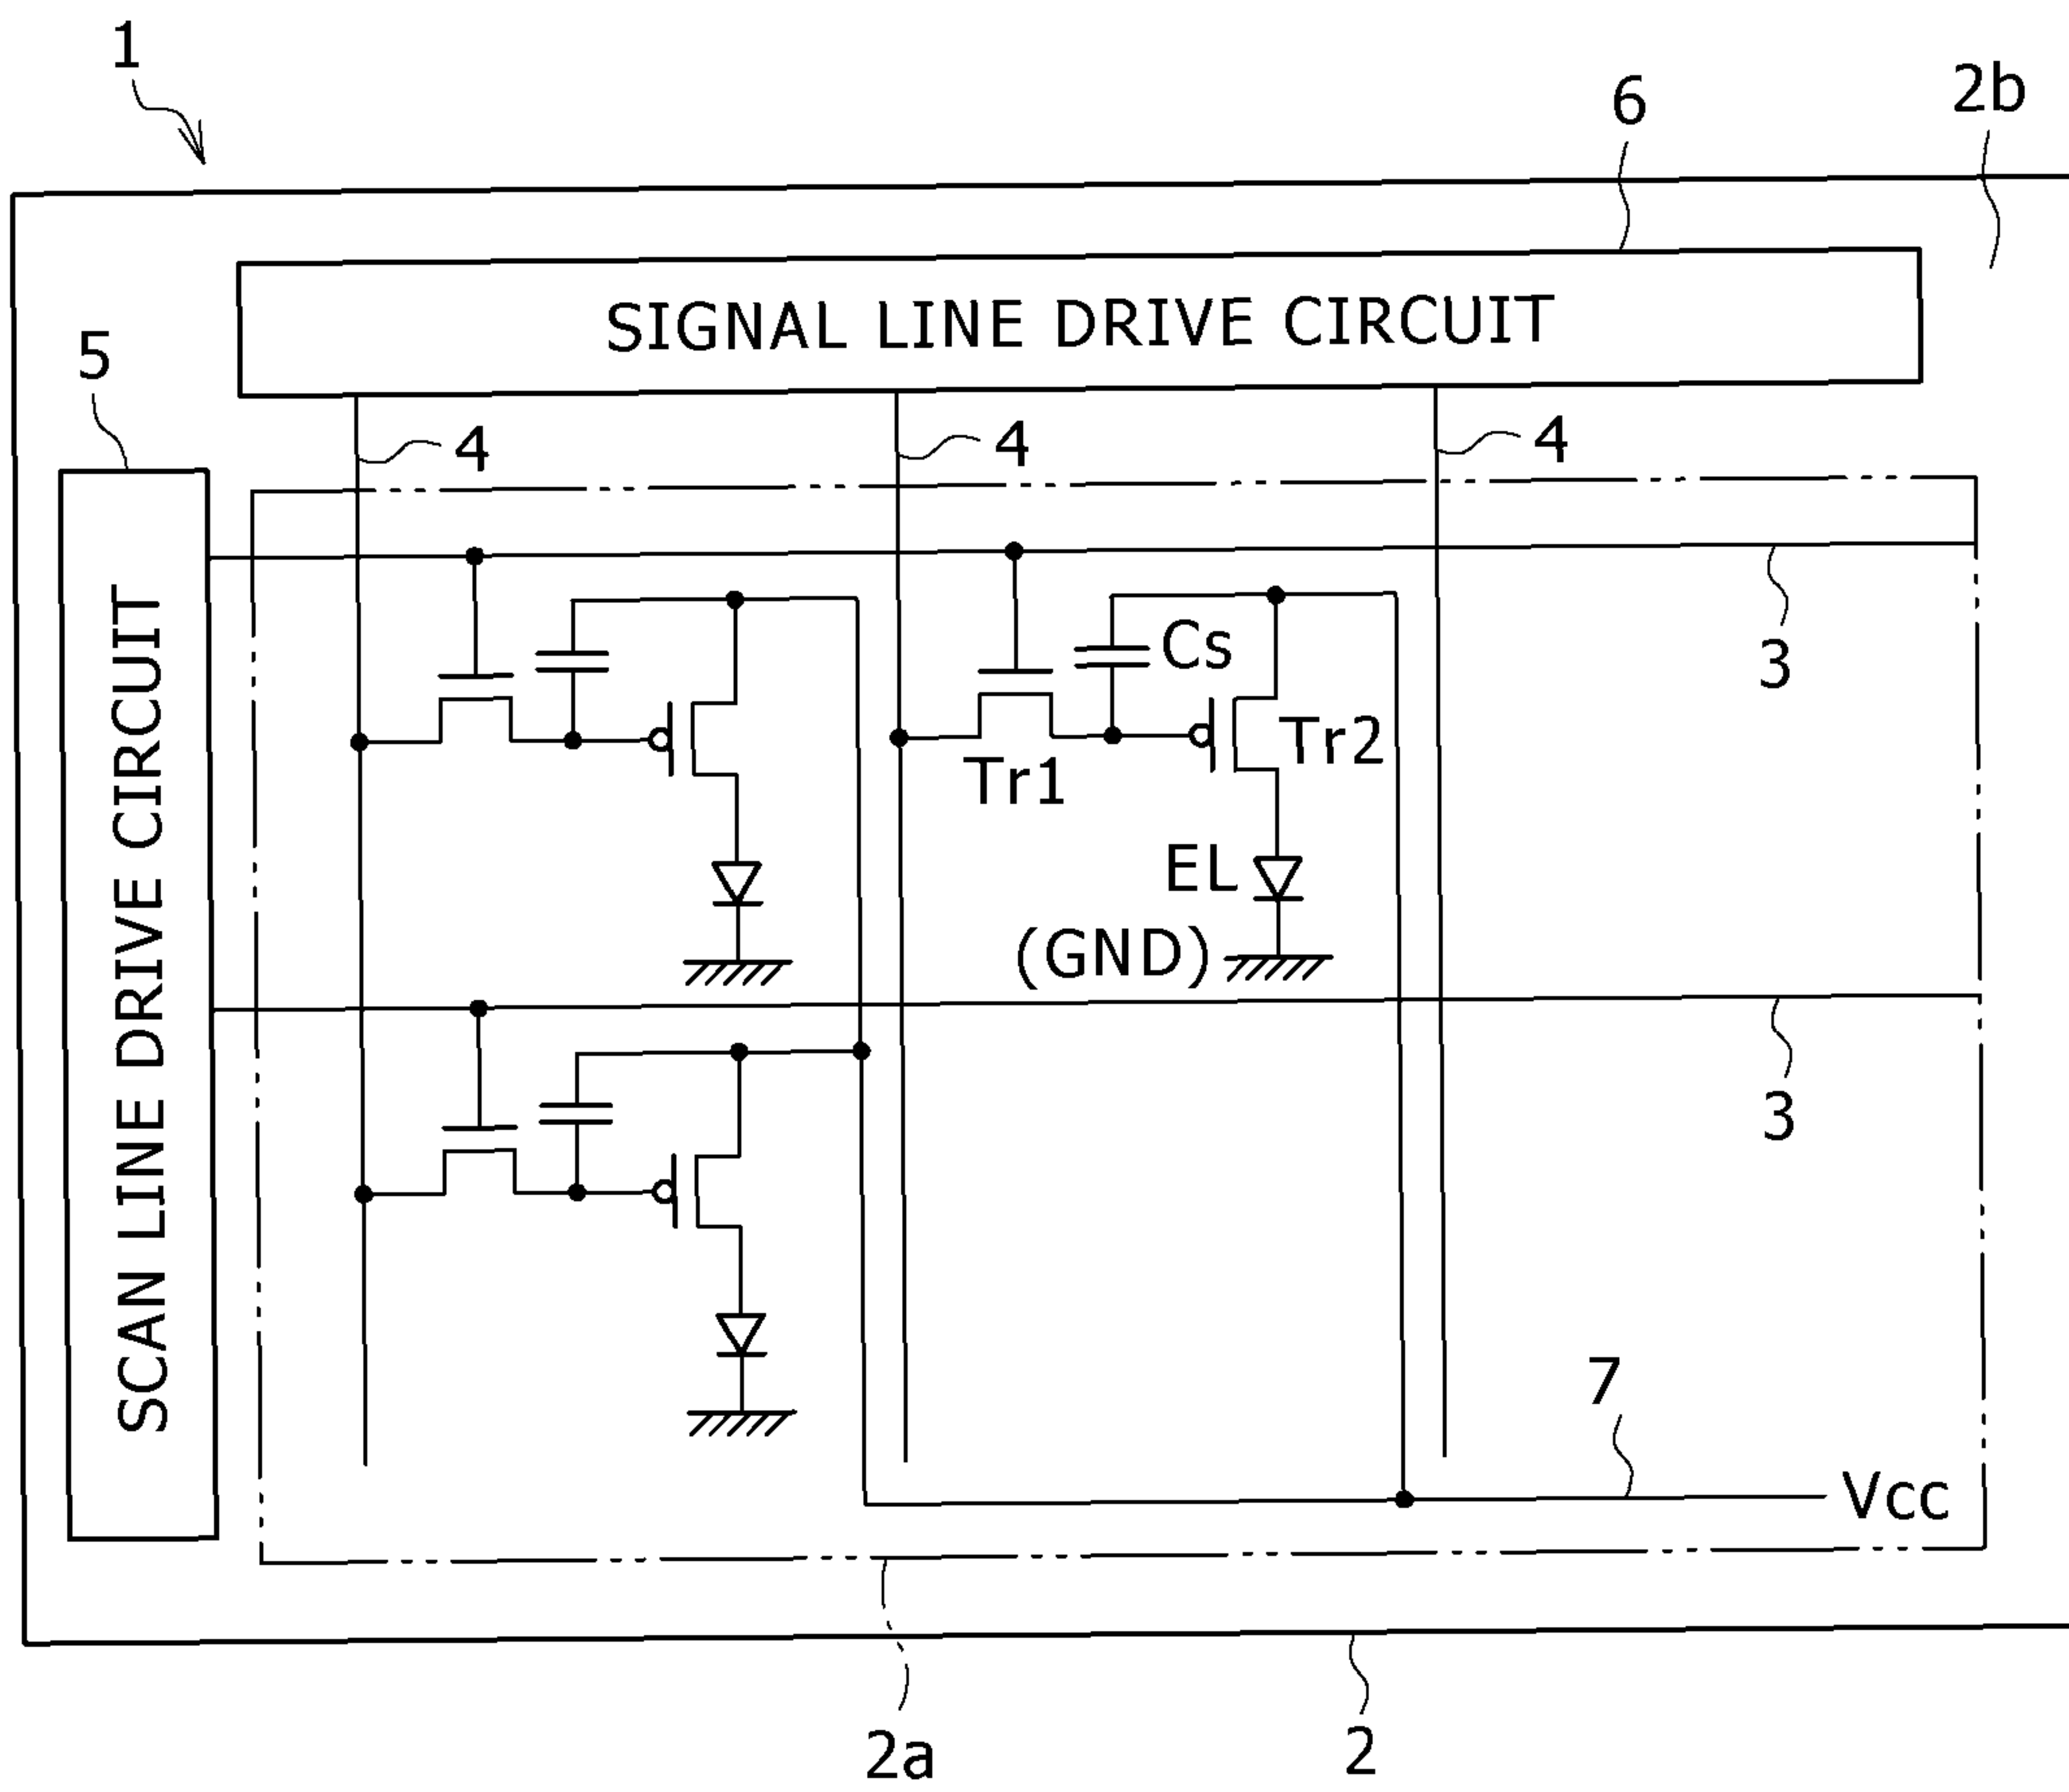 1
6
2b
SIGNAL LINE DRIVE CIRCUIT
5
4
4
4
SCAN LINE DRIVE CIRCUIT
3
Cs
Tr1
Tr2
EL
(GND)
3
7
Vcc
2a
2